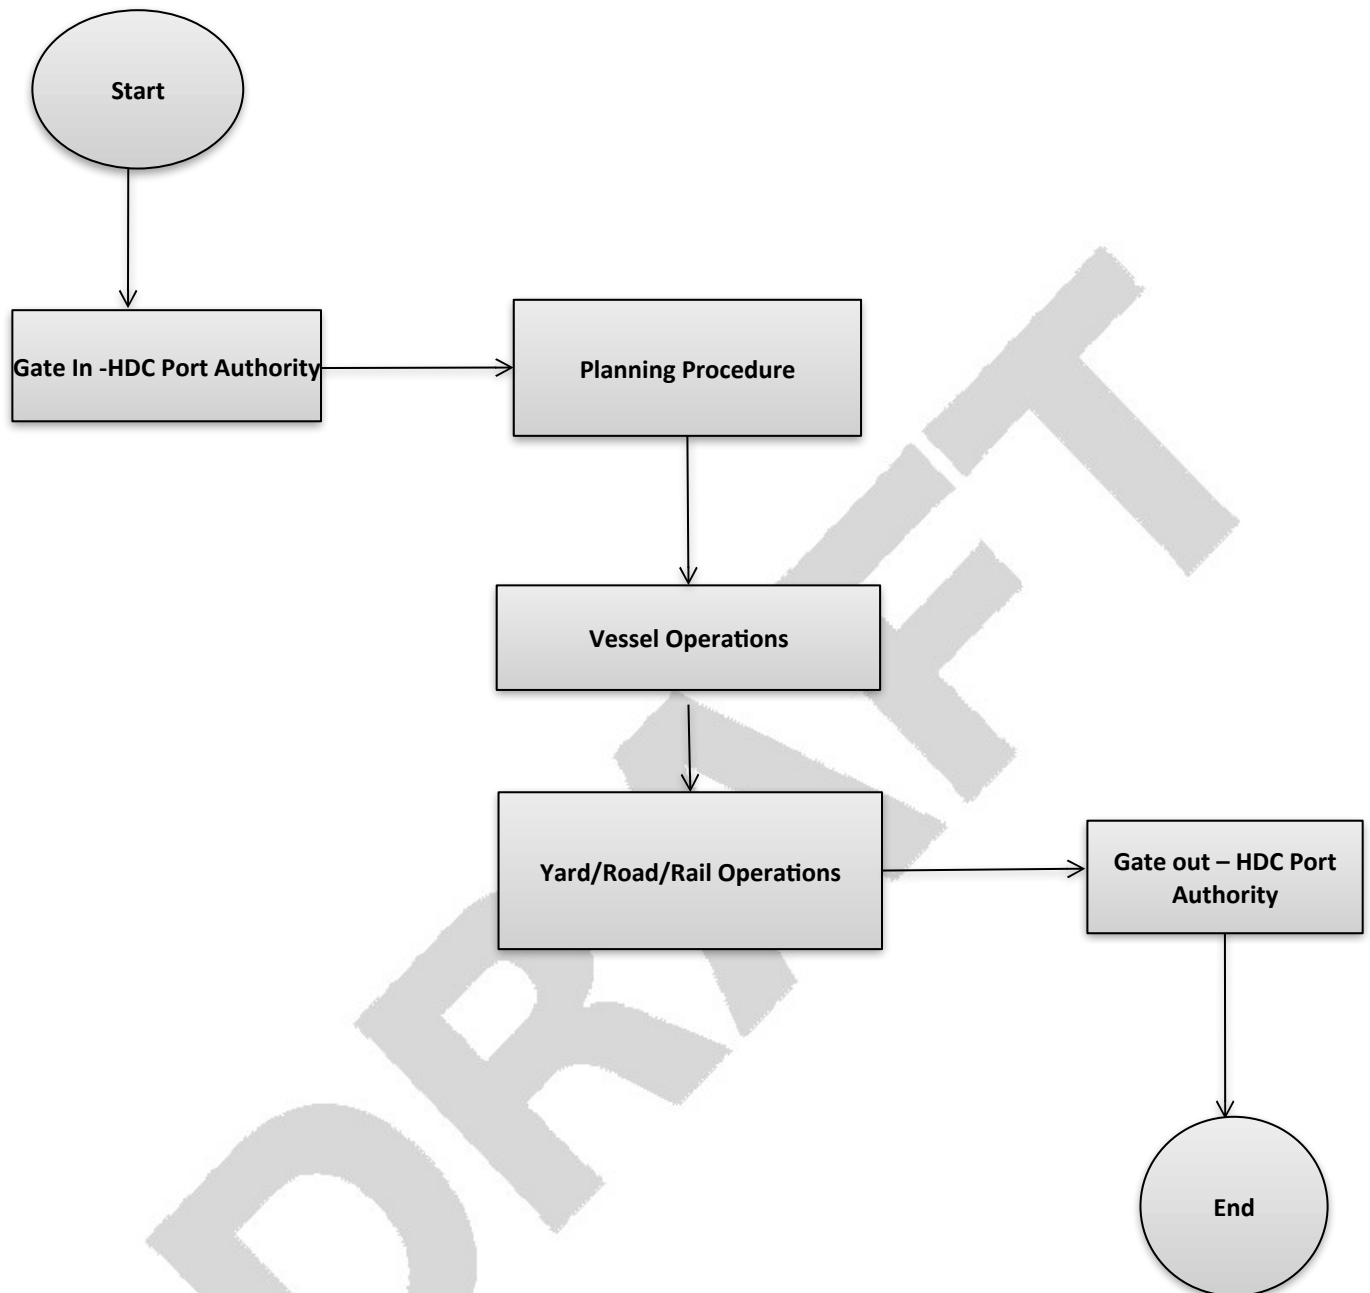 Start
Gate In -HDC Port Authority
Planning Procedure
Vessel Operations
Yard/Road/Rail Operations
Gate out – HDC Port
Authority
End
DRAFT